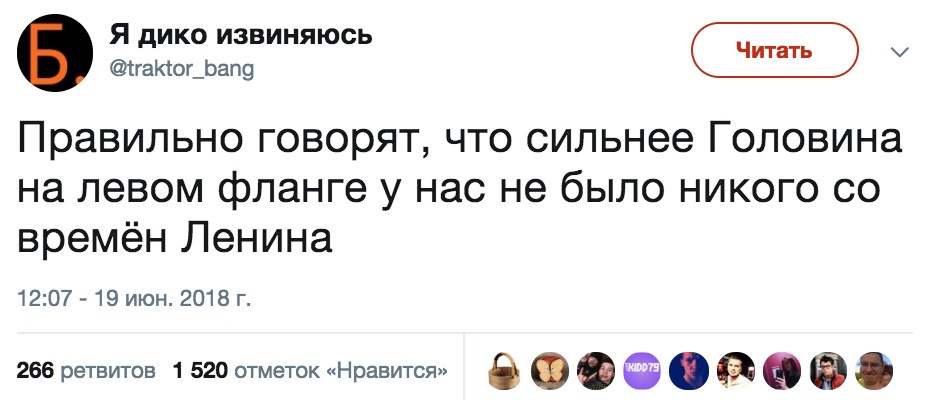 Б.
Я дико извиняюсь
@traktor_bang
Читать
Правильно говорят, что сильнее Головина
на левом фланге у нас не было никого со
времён Ленина
12:07 - 19 июн. 2018 г.
266 ретвитов 1 520 отметок «Нравится»
KIDD79